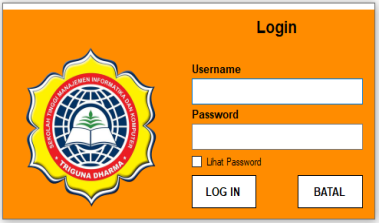 Login
SEKOLAH TINGGI MANAJEMEN INFORMATIKA DAN KOMPUTER
TRIGUNA DHARMA
Username
Password
Lihat Password
LOG IN
BATAL